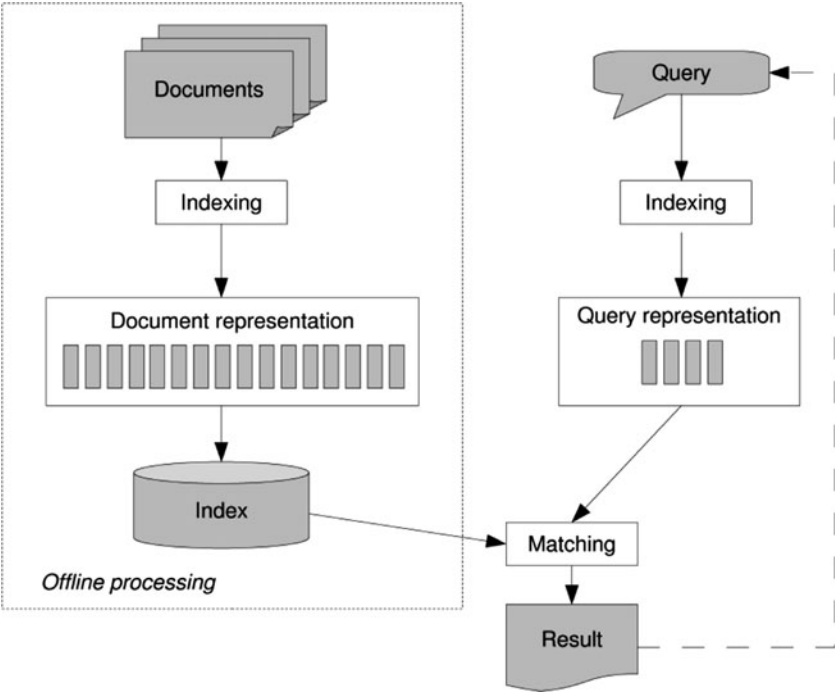 Documents
Indexing
Document representation
Index
Offline processing
Query
Indexing
Query representation
Matching
Result